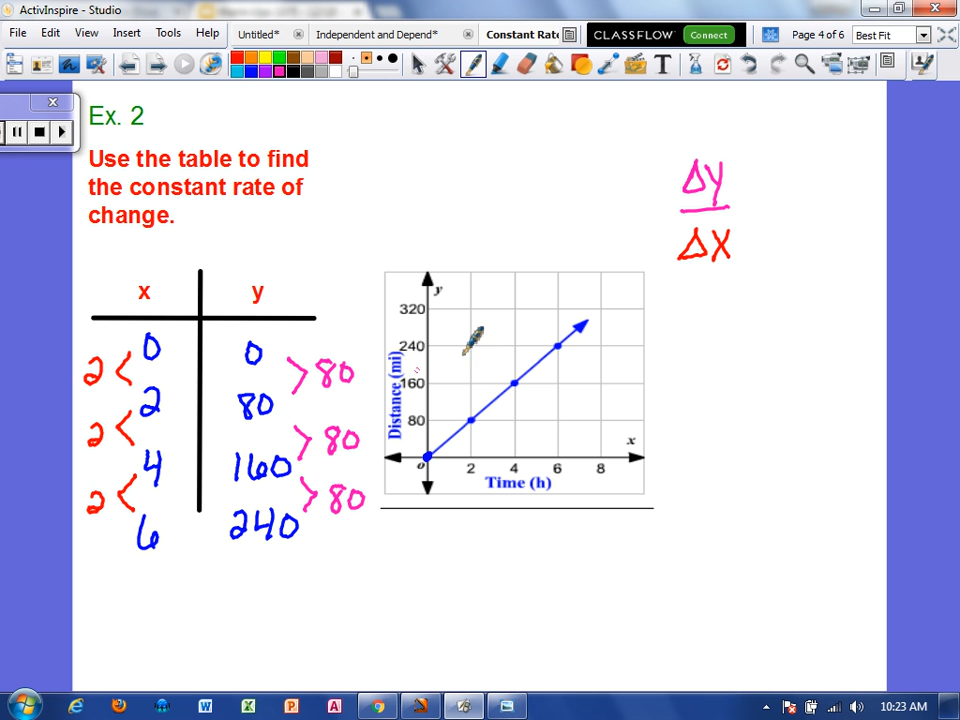 ActivInspire - Studio
File Edit View Insert Tools Help Untitled* Independent and Depend* Constant Rate CLASSFLOW Connect Page 4 of 6 Best Fit
Ex. 2
Use the table to find
the constant rate of
change.
Δy
ΔX
x y
0 0
2 80
2 80
2 80
4 160
2 80
6 240
y
320
240
160
80
Distance (mi)
o 2 4 6 8 x
Time (h)
10:23 AM